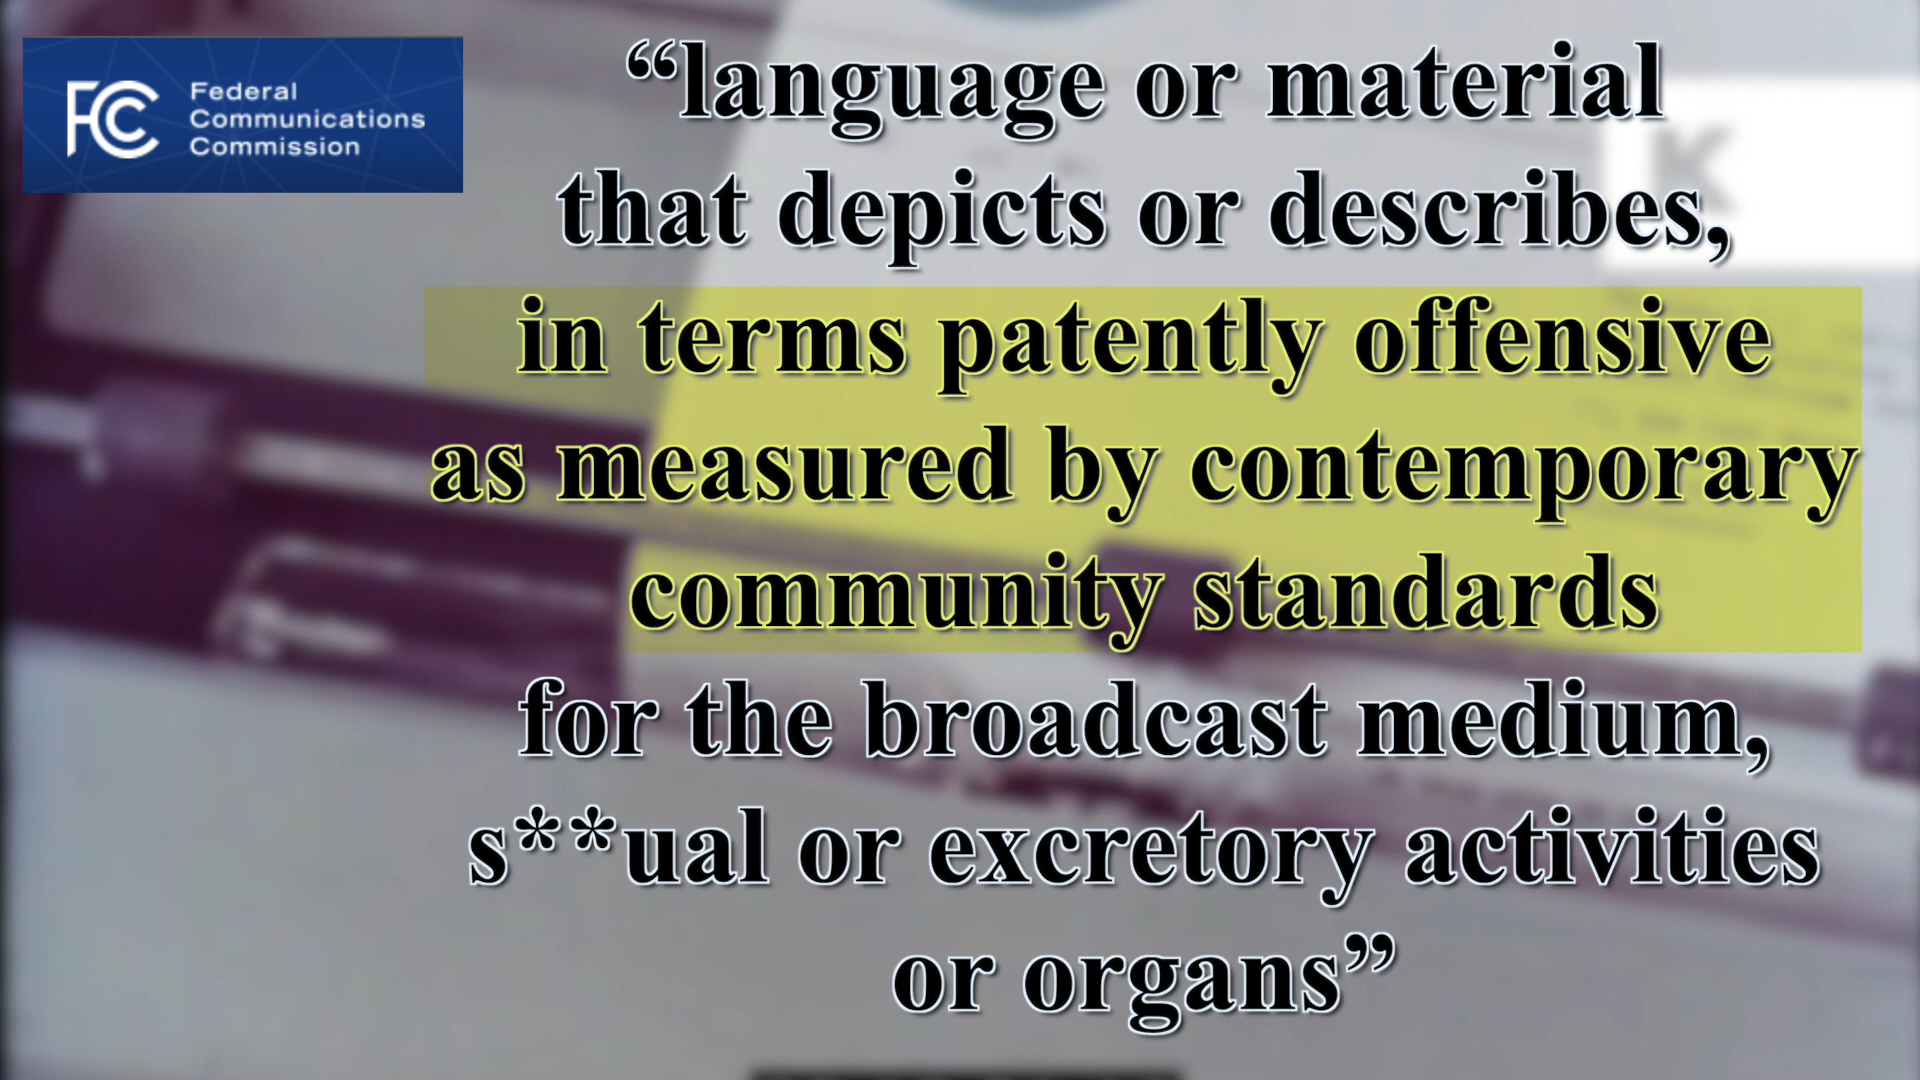 FCC Federal
Communications
Commission
“language or material
that depicts or describes,
in terms patently offensive
as measured by contemporary
community standards
for the broadcast medium,
s**ual or excretory activities
or organs”
K